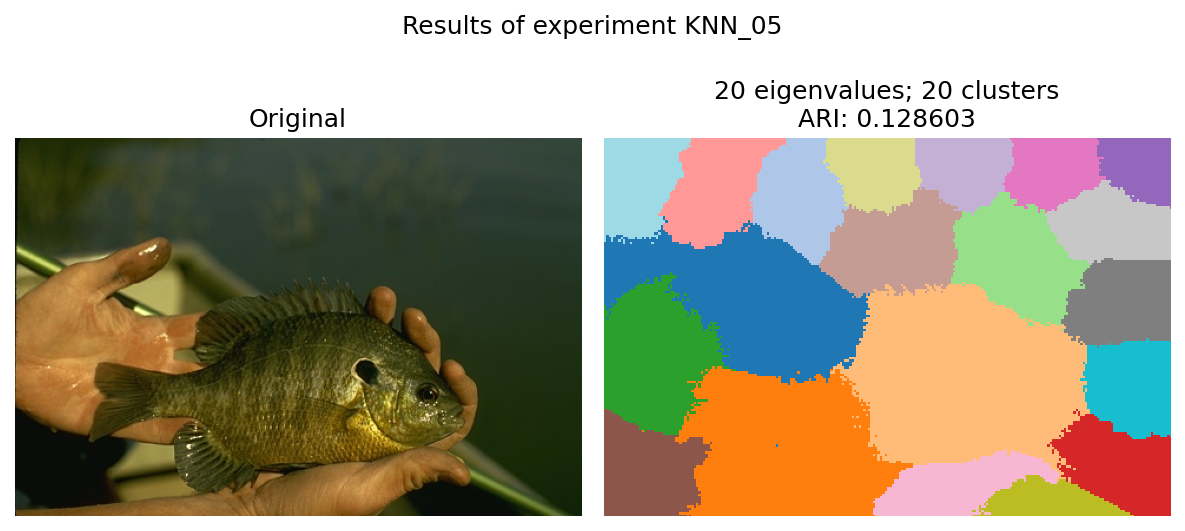 Results of experiment KNN_05
Original
20 eigenvalues; 20 clusters
ARI: 0.128603